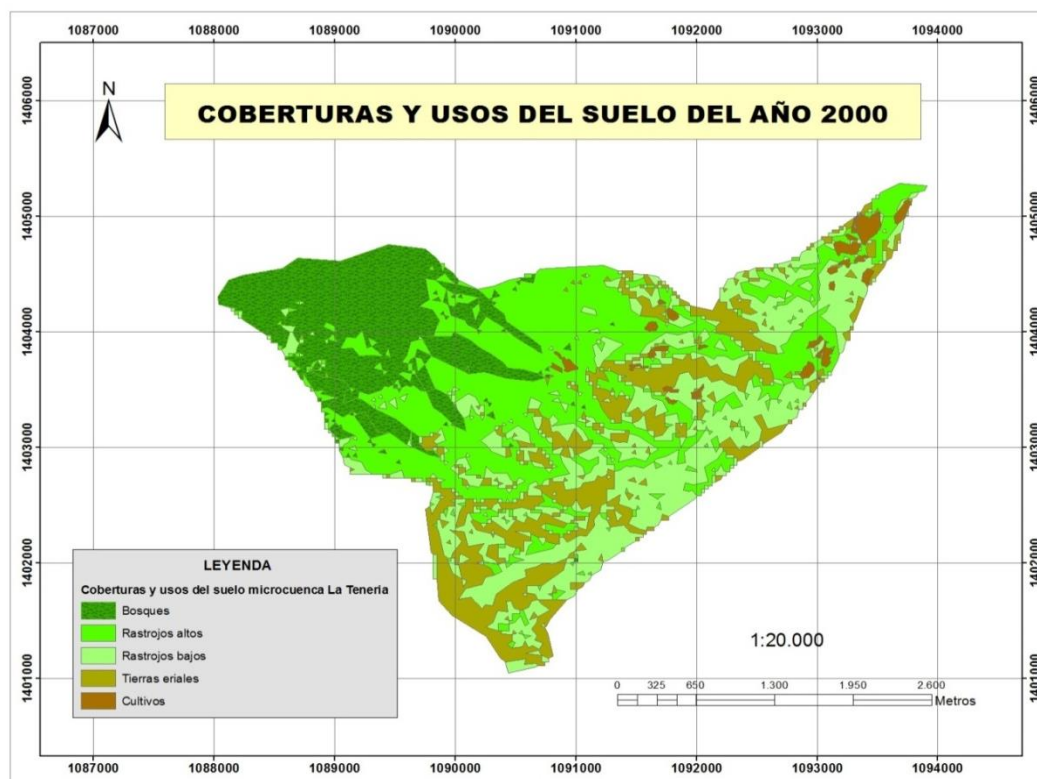 1087000 1088000 1089000 1090000 1091000 1092000 1093000 1094000
N
COBERTURAS Y USOS DEL SUELO DEL AÑO 2000
1406000 1406000
1405000 1405000
1404000 1404000
1403000 1403000
1402000 1402000
1401000 1401000
LEYENDA
Coberturas y usos del suelo microcuenca La Teneria
Bosques
Rastrojos altos
Rastrojos bajos
Tierras eriales
Cultivos
1:20.000
0 325 650 1.300 1.950 2.600
Metros
1087000 1088000 1089000 1090000 1091000 1092000 1093000 1094000